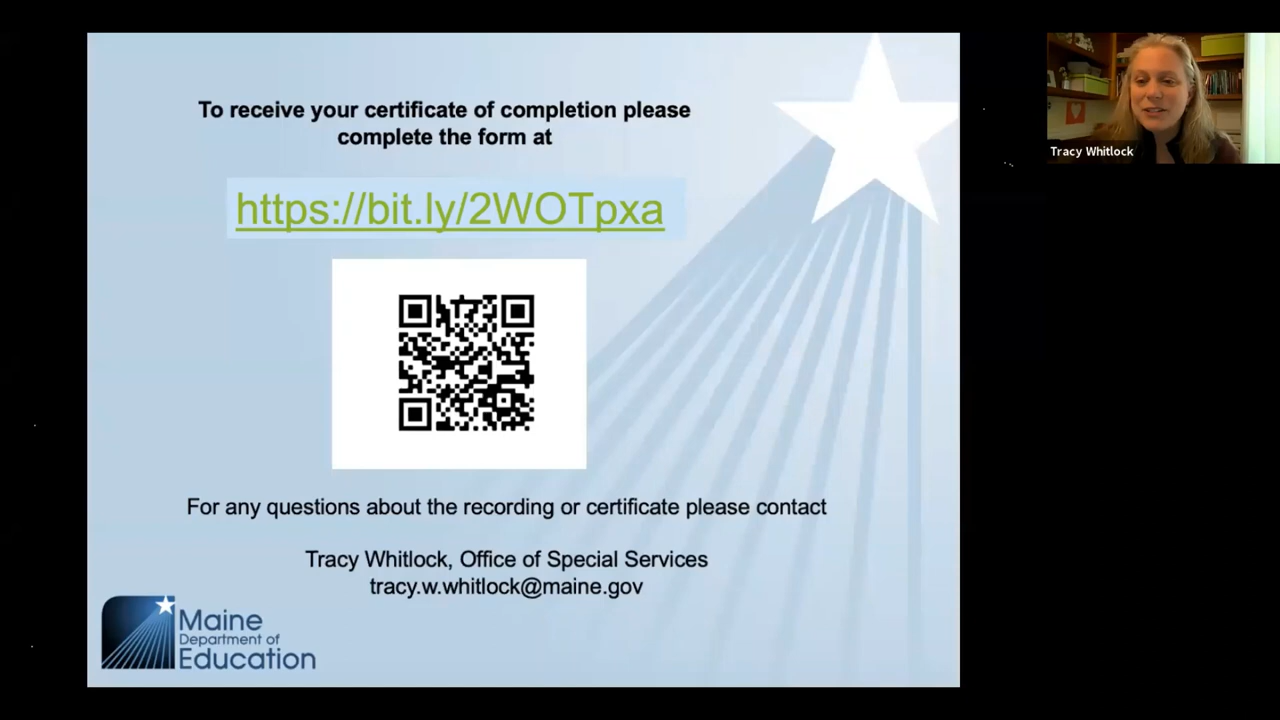 To receive your certificate of completion please
complete the form at
https://bit.ly/2WOTpxa
For any questions about the recording or certificate please contact
Tracy Whitlock, Office of Special Services
tracy.w.whitlock@maine.gov
Maine
Department of
Education
Tracy Whitlock